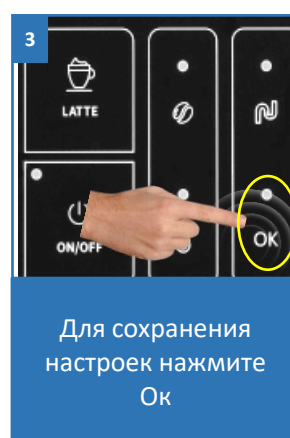 3
LATTE
ON/OFF
OK
Для сохранения
настроек нажмите
Ок